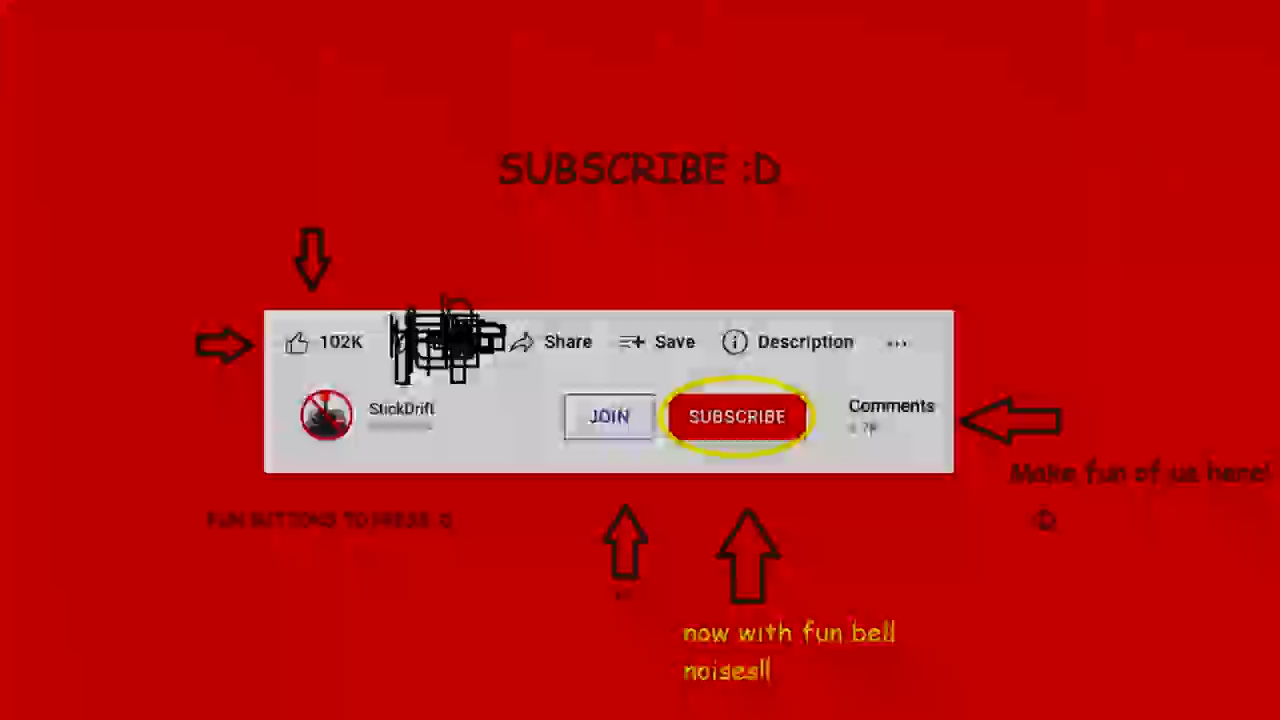 SUBSCRIBE :D
102K
Share
Save
Description
...
StickDrift
JOIN
SUBSCRIBE
Comments
Make fun of us here!
:D
FUN BUTTONS TO PRESS :D
now with fun bell
noises!!